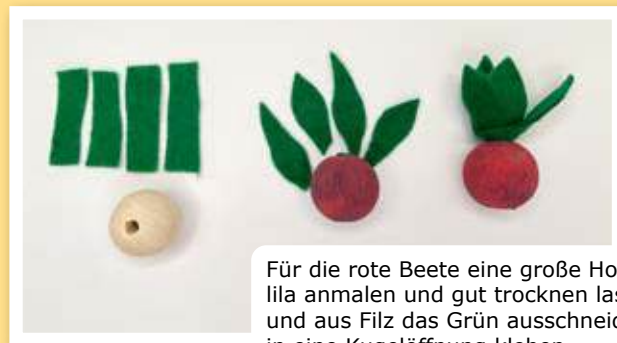 Für die rote Beete eine große
lila anmalen und gut trocknen
und aus Filz das Grün
in eine Kugelöffnung kleben